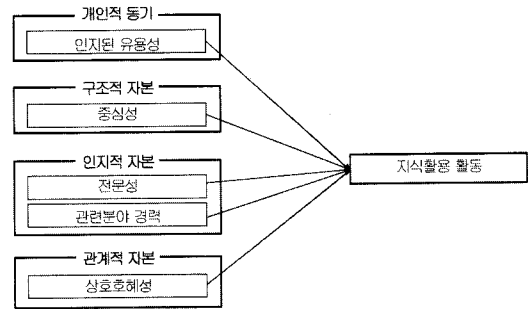 개인적 동기
인지된 유용성
구조적 자본
중심성
인지적 자본
전문성
관련분야 경력
관계적 자본
상호호혜성
지식활용 활동